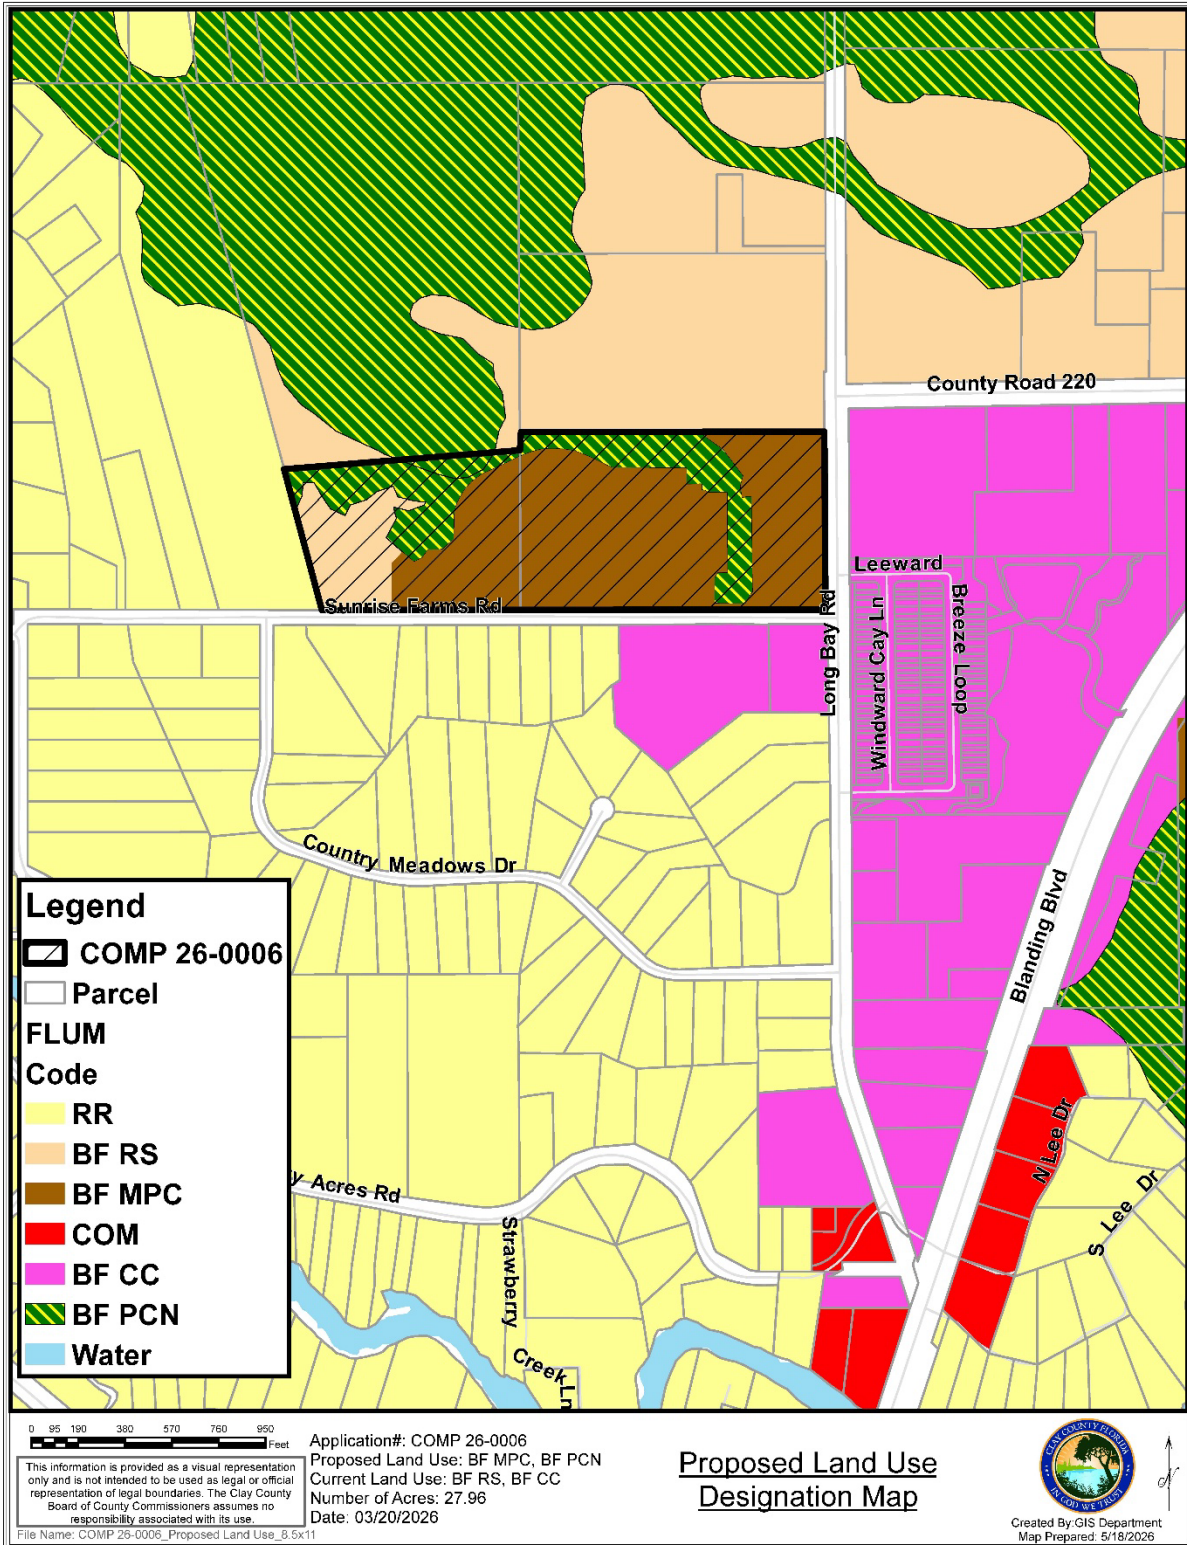 County Road 220
Leeward
Sunrise Farms Rd
Long Bay Rd
Windward Cay Ln
Breeze Loop
Country Meadows Dr
Blanding Blvd
N Lee Dr
S Lee Dr
y Acres Rd
Strawberry
Creek Ln
Legend
COMP 26-0006
Parcel
FLUM
Code
RR
BF RS
BF MPC
COM
BF CC
BF PCN
Water
0 95 190 380 570 760 950
Feet
This information is provided as a visual representation
only and is not intended to be used as legal or official
representation of legal boundaries. The Clay County
Board of County Commissioners assumes no
responsibility associated with its use.
File Name: COMP 26-0006_Proposed Land Use_8.5x11
Application#: COMP 26-0006
Proposed Land Use: BF MPC, BF PCN
Current Land Use: BF RS, BF CC
Number of Acres: 27.96
Date: 03/20/2026
Proposed Land Use
Designation Map
CLAY COUNTY FLORIDA
IN GOD WE TRUST
N
Created By:GIS Department
Map Prepared: 5/18/2026